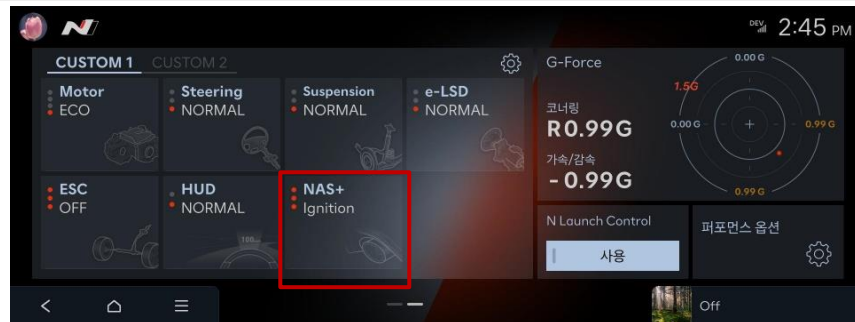 DEV 2:45 PM
CUSTOM 1 CUSTOM 2
Motor
ECO
Steering
NORMAL
Suspension
NORMAL
e-LSD
NORMAL
ESC
OFF
HUD
NORMAL
100
NAS+
Ignition
G-Force
코너링
R0.99G
가속/감속
- 0.99G
0.00 G
1.5G
0.00 G
0.99 G
0.99 G
N Launch Control
사용
퍼포먼스 옵션
Off